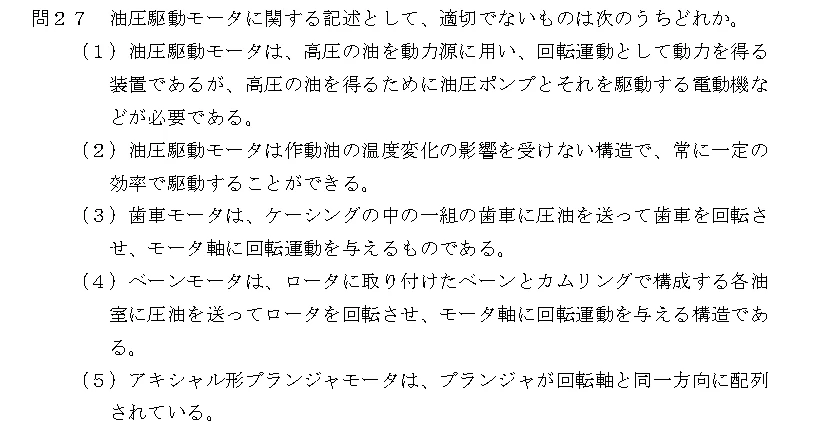 問２７　油圧駆動モータに関する記述として、適切でないものは次のうちどれか。
（１）油圧駆動モータは、高圧の油を動力源に用い、回転運動として動力を得る
装置であるが、高圧の油を得るために油圧ポンプとそれを駆動する電動機な
どが必要である。
（２）油圧駆動モータは作動油の温度変化の影響を受けない構造で、常に一定の
効率で駆動することができる。
（３）歯車モータは、ケーシングの中の一組の歯車に圧油を送って歯車を回転さ
せ、モータ軸に回転運動を与えるものである。
（４）ベーンモータは、ロータに取り付けたベーンとカムリングで構成する各油
室に圧油を送ってロータを回転させ、モータ軸に回転運動を与える構造であ
る。
（５）アキシャル形プランジャモータは、プランジャが回転軸と同一方向に配列
されている。